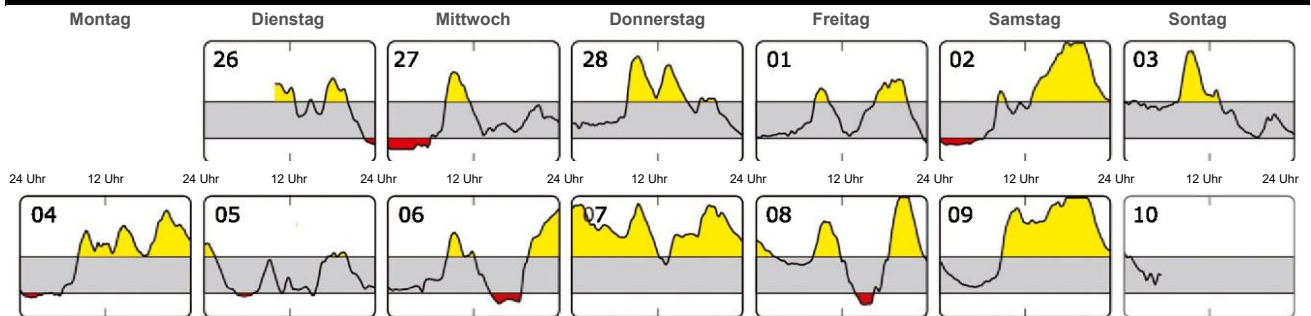 Montag Dienstag Mittwoch Donnerstag Freitag Samstag Sontag
26 27 28 01 02 03
24 Uhr 12 Uhr 24 Uhr 12 Uhr 24 Uhr 12 Uhr 24 Uhr 12 Uhr 24 Uhr 12 Uhr 24 Uhr 12 Uhr 24 Uhr 12 Uhr 24 Uhr
04 05 06 07 08 09 10